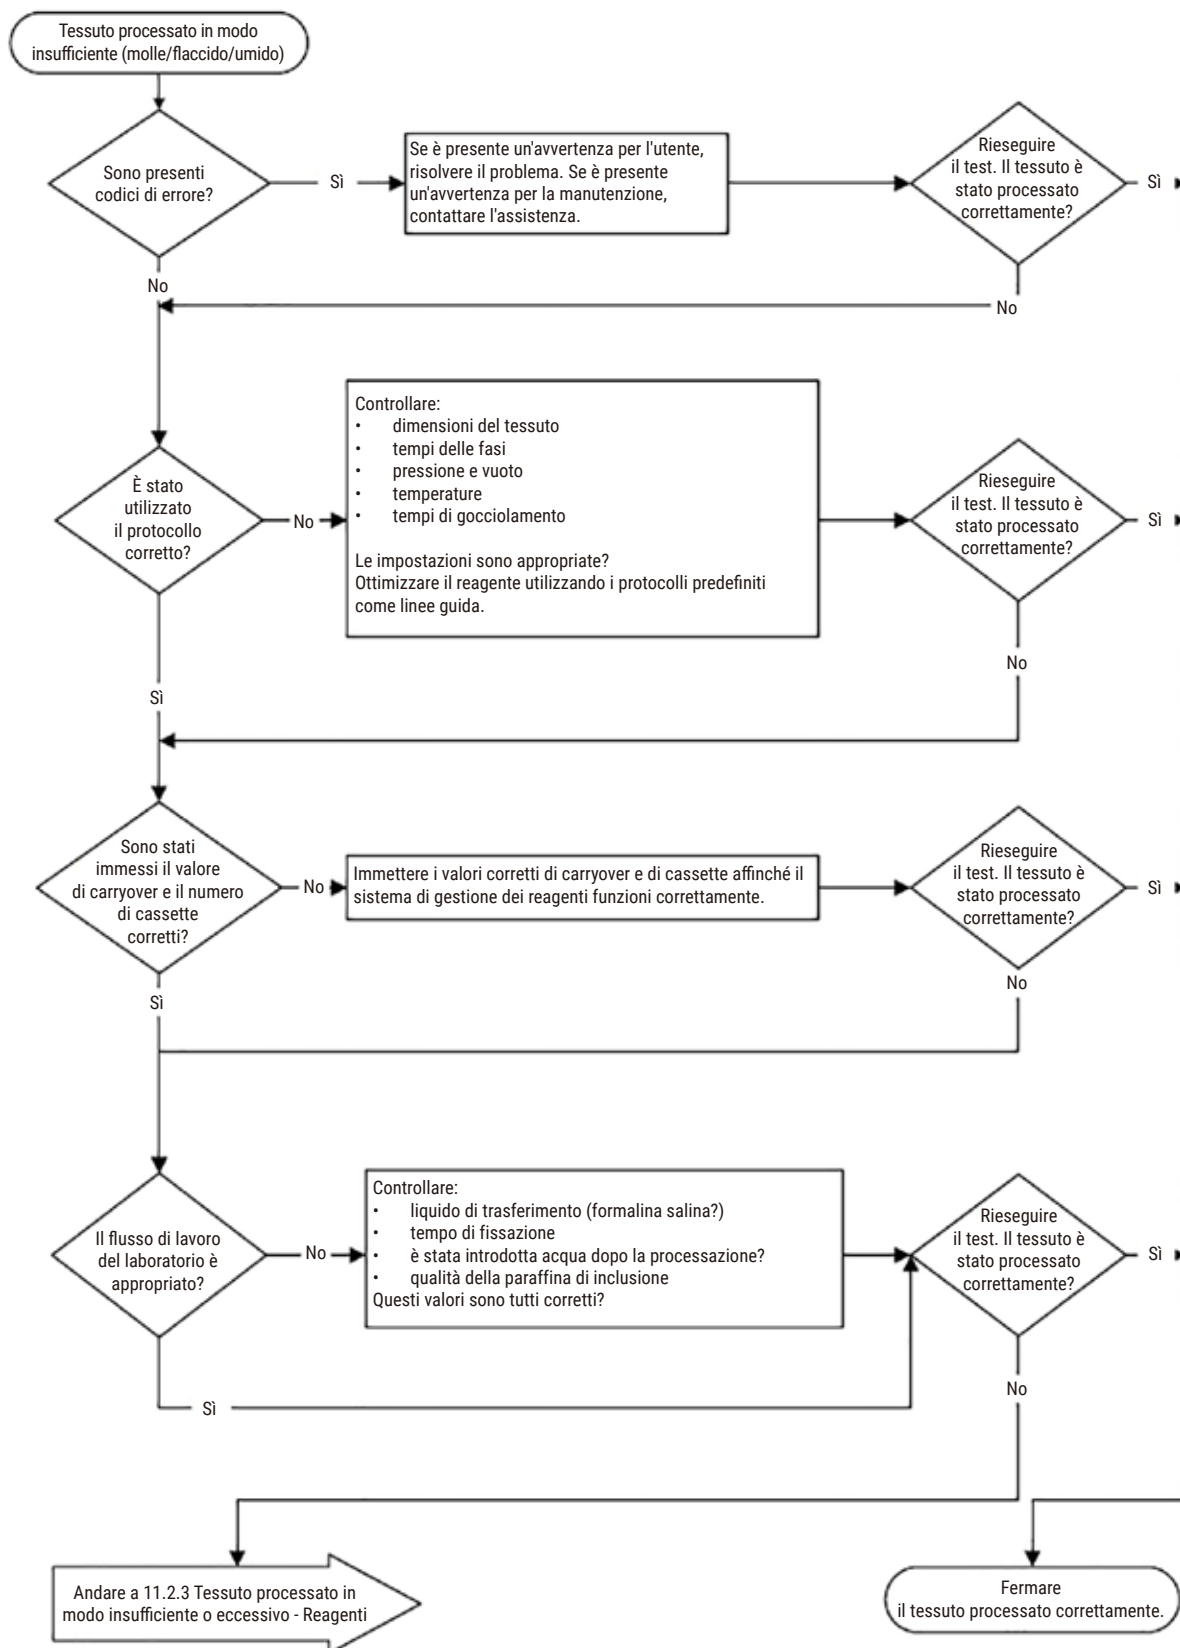 Tessuto processato in modo
insufficiente (molle/flaccido/umido)
Sono presenti
codici di errore?
Sì
Se è presente un'avvertenza per l'utente,
risolvere il problema. Se è presente
un'avvertenza per la manutenzione,
contattare l'assistenza.
Rieseguire
il test. Il tessuto è
stato processato
correttamente?
Sì
No
No
È stato
utilizzato
il protocollo
corretto?
No
Controllare:
• dimensioni del tessuto
• tempi delle fasi
• pressione e vuoto
• temperature
• tempi di gocciolamento
Le impostazioni sono appropriate?
Ottimizzare il reagente utilizzando i protocolli predefiniti
come linee guida.
Rieseguire
il test. Il tessuto è
stato processato
correttamente?
Sì
No
Sì
Sono stati
immessi il valore
di carryover e il numero
di cassette
corretti?
No
Immettere i valori corretti di carryover e di cassette affinché il
sistema di gestione dei reagenti funzioni correttamente.
Rieseguire
il test. Il tessuto è
stato processato
correttamente?
Sì
No
Sì
Il flusso di lavoro
del laboratorio è
appropriato?
No
Controllare:
• liquido di trasferimento (formalina salina?)
• tempo di fissazione
• è stata introdotta acqua dopo la processazione?
• qualità della paraffina di inclusione
Questi valori sono tutti corretti?
Rieseguire
il test. Il tessuto è
stato processato
correttamente?
Sì
No
Sì
Andare a 11.2.3 Tessuto processato in
modo insufficiente o eccessivo - Reagenti
Fermare
il tessuto processato correttamente.